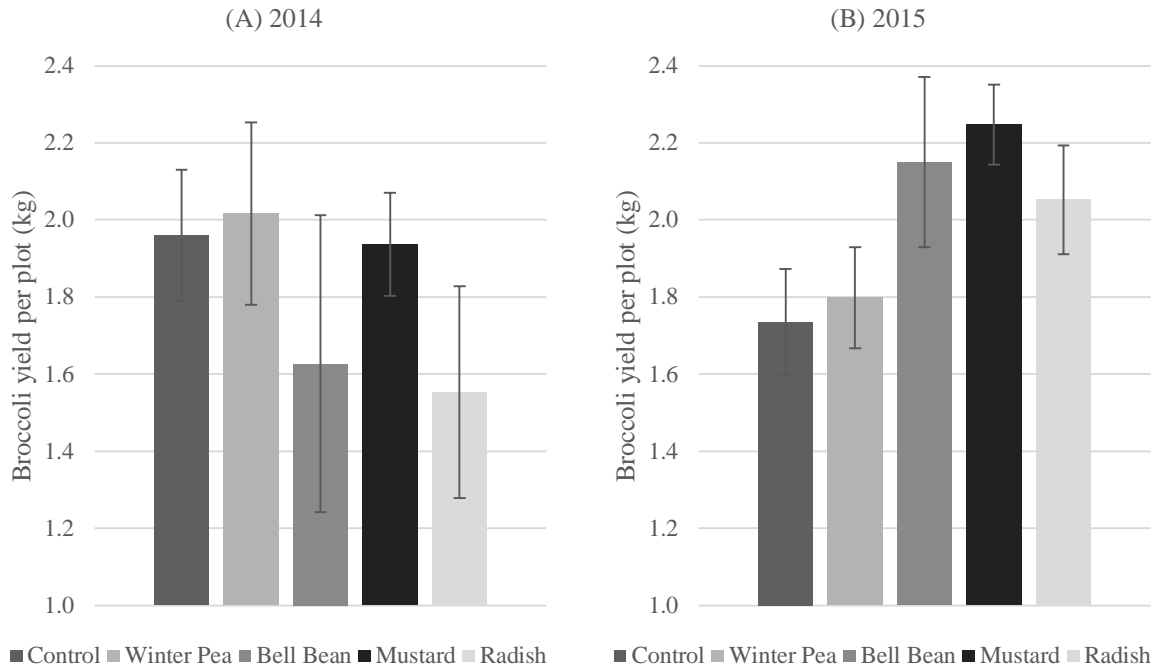 (A) 2014
Broccoli yield per plot (kg)
2.4
2.2
2.0
1.8
1.6
1.4
1.2
1.0
Control Winter Pea Bell Bean Mustard Radish
(B) 2015
Broccoli yield per plot (kg)
2.4
2.2
2.0
1.8
1.6
1.4
1.2
1.0
Control Winter Pea Bell Bean Mustard Radish